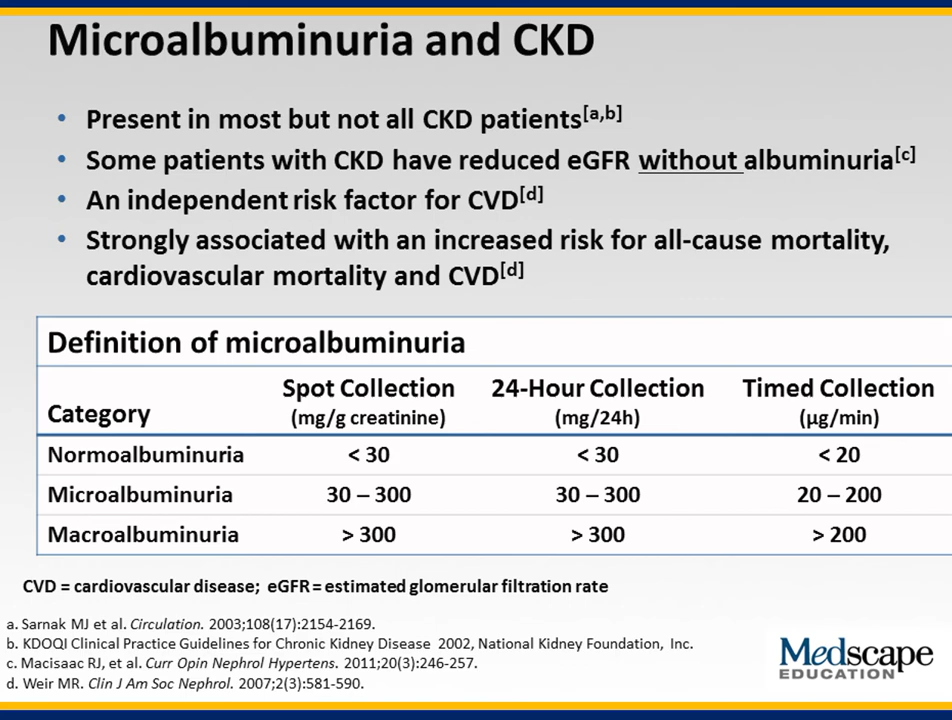 Microalbuminuria and CKD
• Present in most but not all CKD patients[a,b]
• Some patients with CKD have reduced eGFR without albuminuria[c]
• An independent risk factor for CVD[d]
• Strongly associated with an increased risk for all-cause mortality,
cardiovascular mortality and CVD[d]
Definition of microalbuminuria
Category Spot Collection (mg/g creatinine) 24-Hour Collection (mg/24h) Timed Collection (µg/min)
Normoalbuminuria < 30 < 30 < 20
Microalbuminuria 30 – 300 30 – 300 20 – 200
Macroalbuminuria > 300 > 300 > 200
CVD = cardiovascular disease; eGFR = estimated glomerular filtration rate
a. Sarnak MJ et al. Circulation. 2003;108(17):2154-2169.
b. KDOQI Clinical Practice Guidelines for Chronic Kidney Disease 2002, National Kidney Foundation, Inc.
c. Macisaac RJ, et al. Curr Opin Nephrol Hypertens. 2011;20(3):246-257.
d. Weir MR. Clin J Am Soc Nephrol. 2007;2(3):581-590.
Medscape
EDUCATION